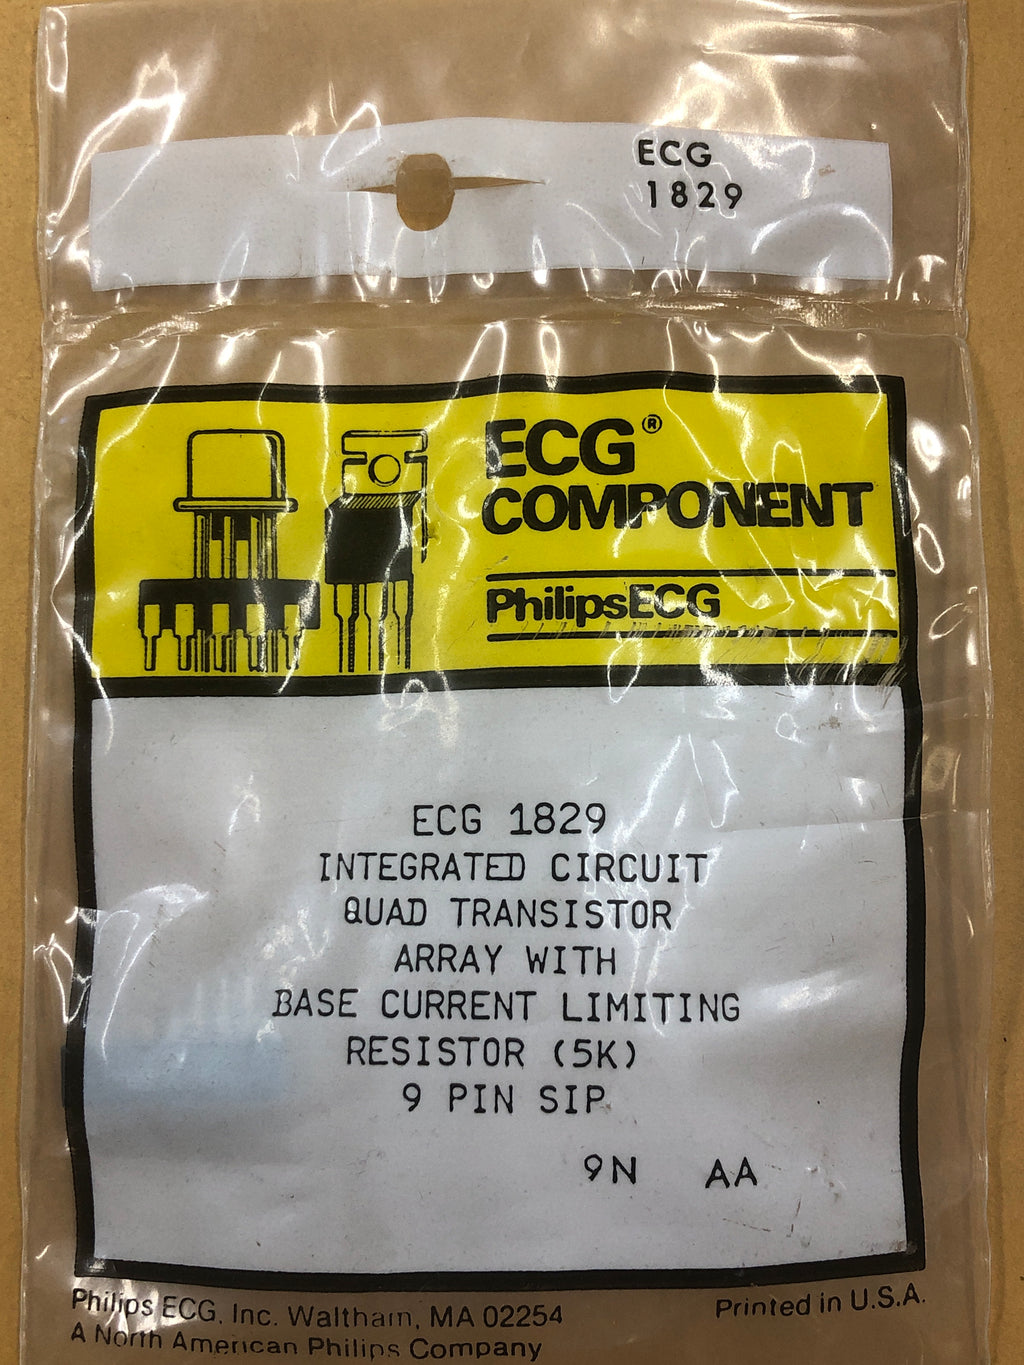 ECG
1829
ECG®
COMPONENT
PhilipsECG
ECG 1829
INTEGRATED CIRCUIT
QUAD TRANSISTOR
ARRAY WITH
BASE CURRENT LIMITING
RESISTOR (5K)
9 PIN SIP
9N AA
Philips ECG, Inc. Waltham, MA 02254
Printed in U.S.A.
A North American Philips Company